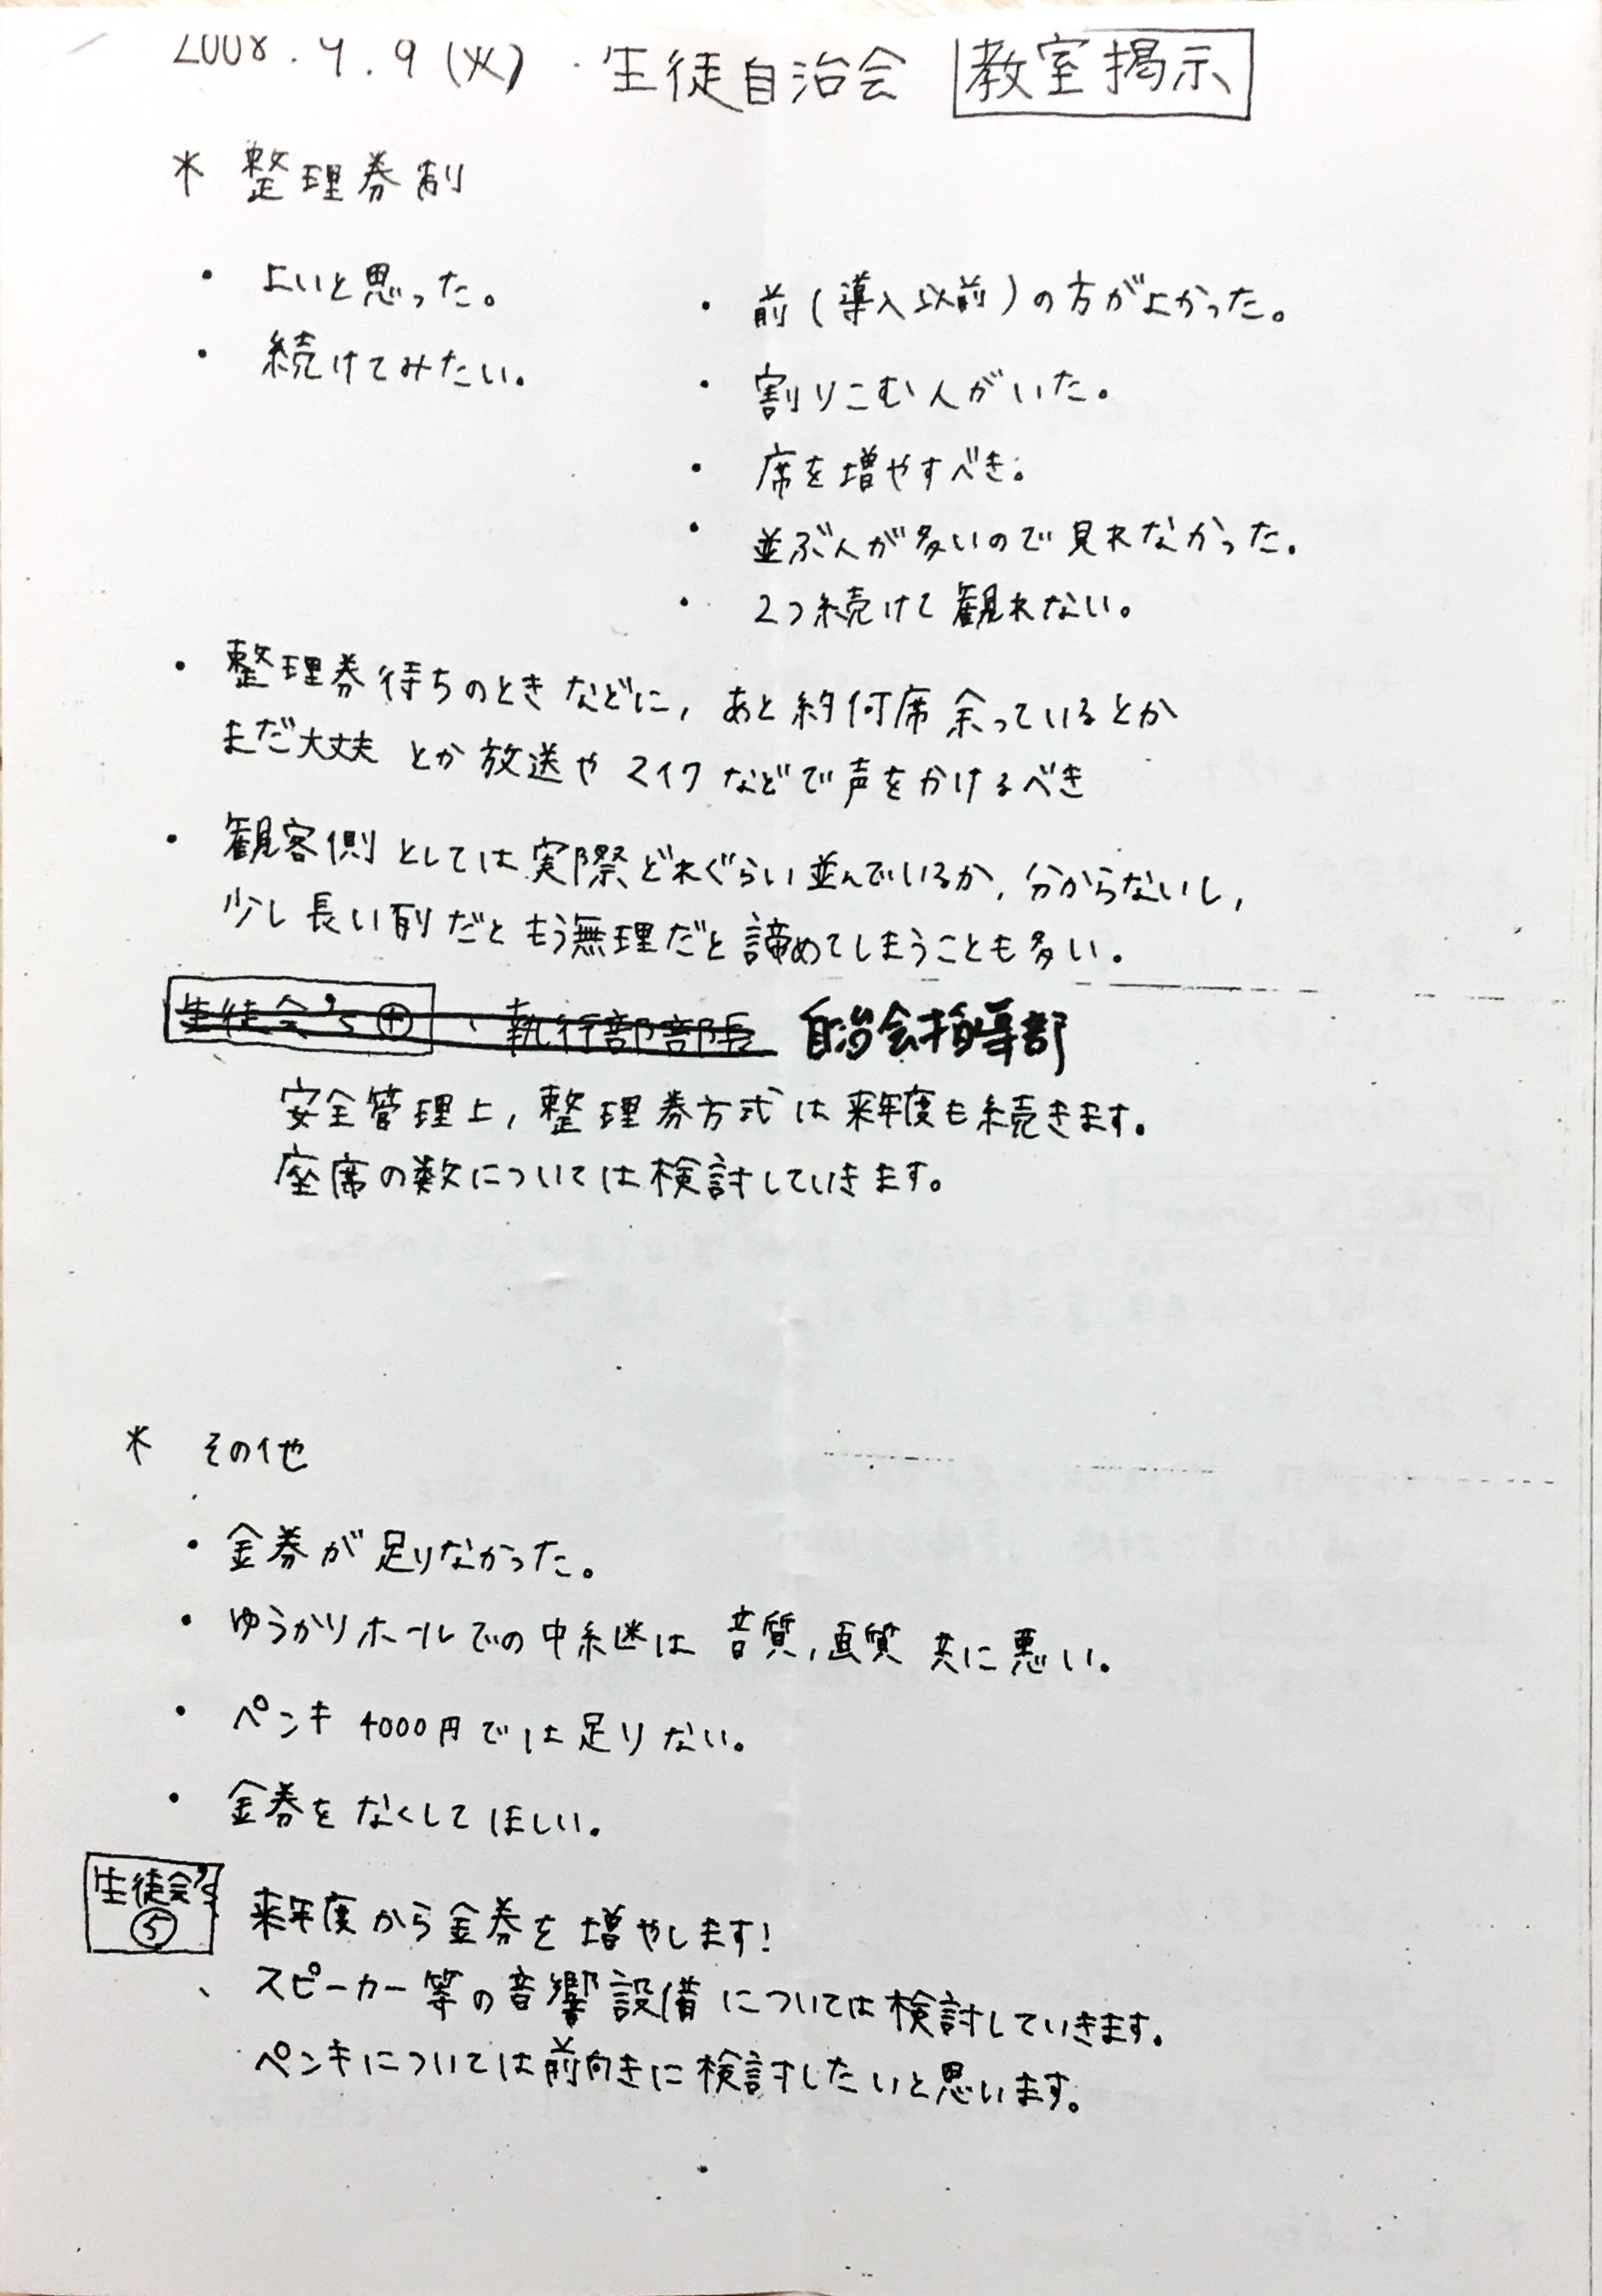 2008.4.9(火)・生徒自治会 教室掲示
* 整理券制
・よいと思った。
・続けてみたい。
・前(導入以前)の方がよかった。
・割りこむ人がいた。
・席を増やすべき。
・並ぶ人が多いので見れなかった。
・2つ続けて観れない。
・整理券待ちのときなどに, あと約何席余っているとか
まだ大丈夫とか放送やマイクなどで声をかけるべき
・観客側としては実際どれぐらい並んでいるか, 分からないし,
少し長い列だともう無理だと諦めてしまうことも多い。
生徒会's ④、執行部部長 自治会指導部
安全管理上, 整理券方式は来年度も続きます。
座席の数については検討していきます。
* その他
・金券が足りなかった。
・ゆうかりホールでの中継は 音質, 画質 共に悪い。
・ペンキ 4000円では足りない。
・金券をなくしてほしい。
生徒会's
⑤
来年度から金券を増やします!
、スピーカー等の音響設備については検討していきます。
ペンキについては前向きに検討したいと思います。